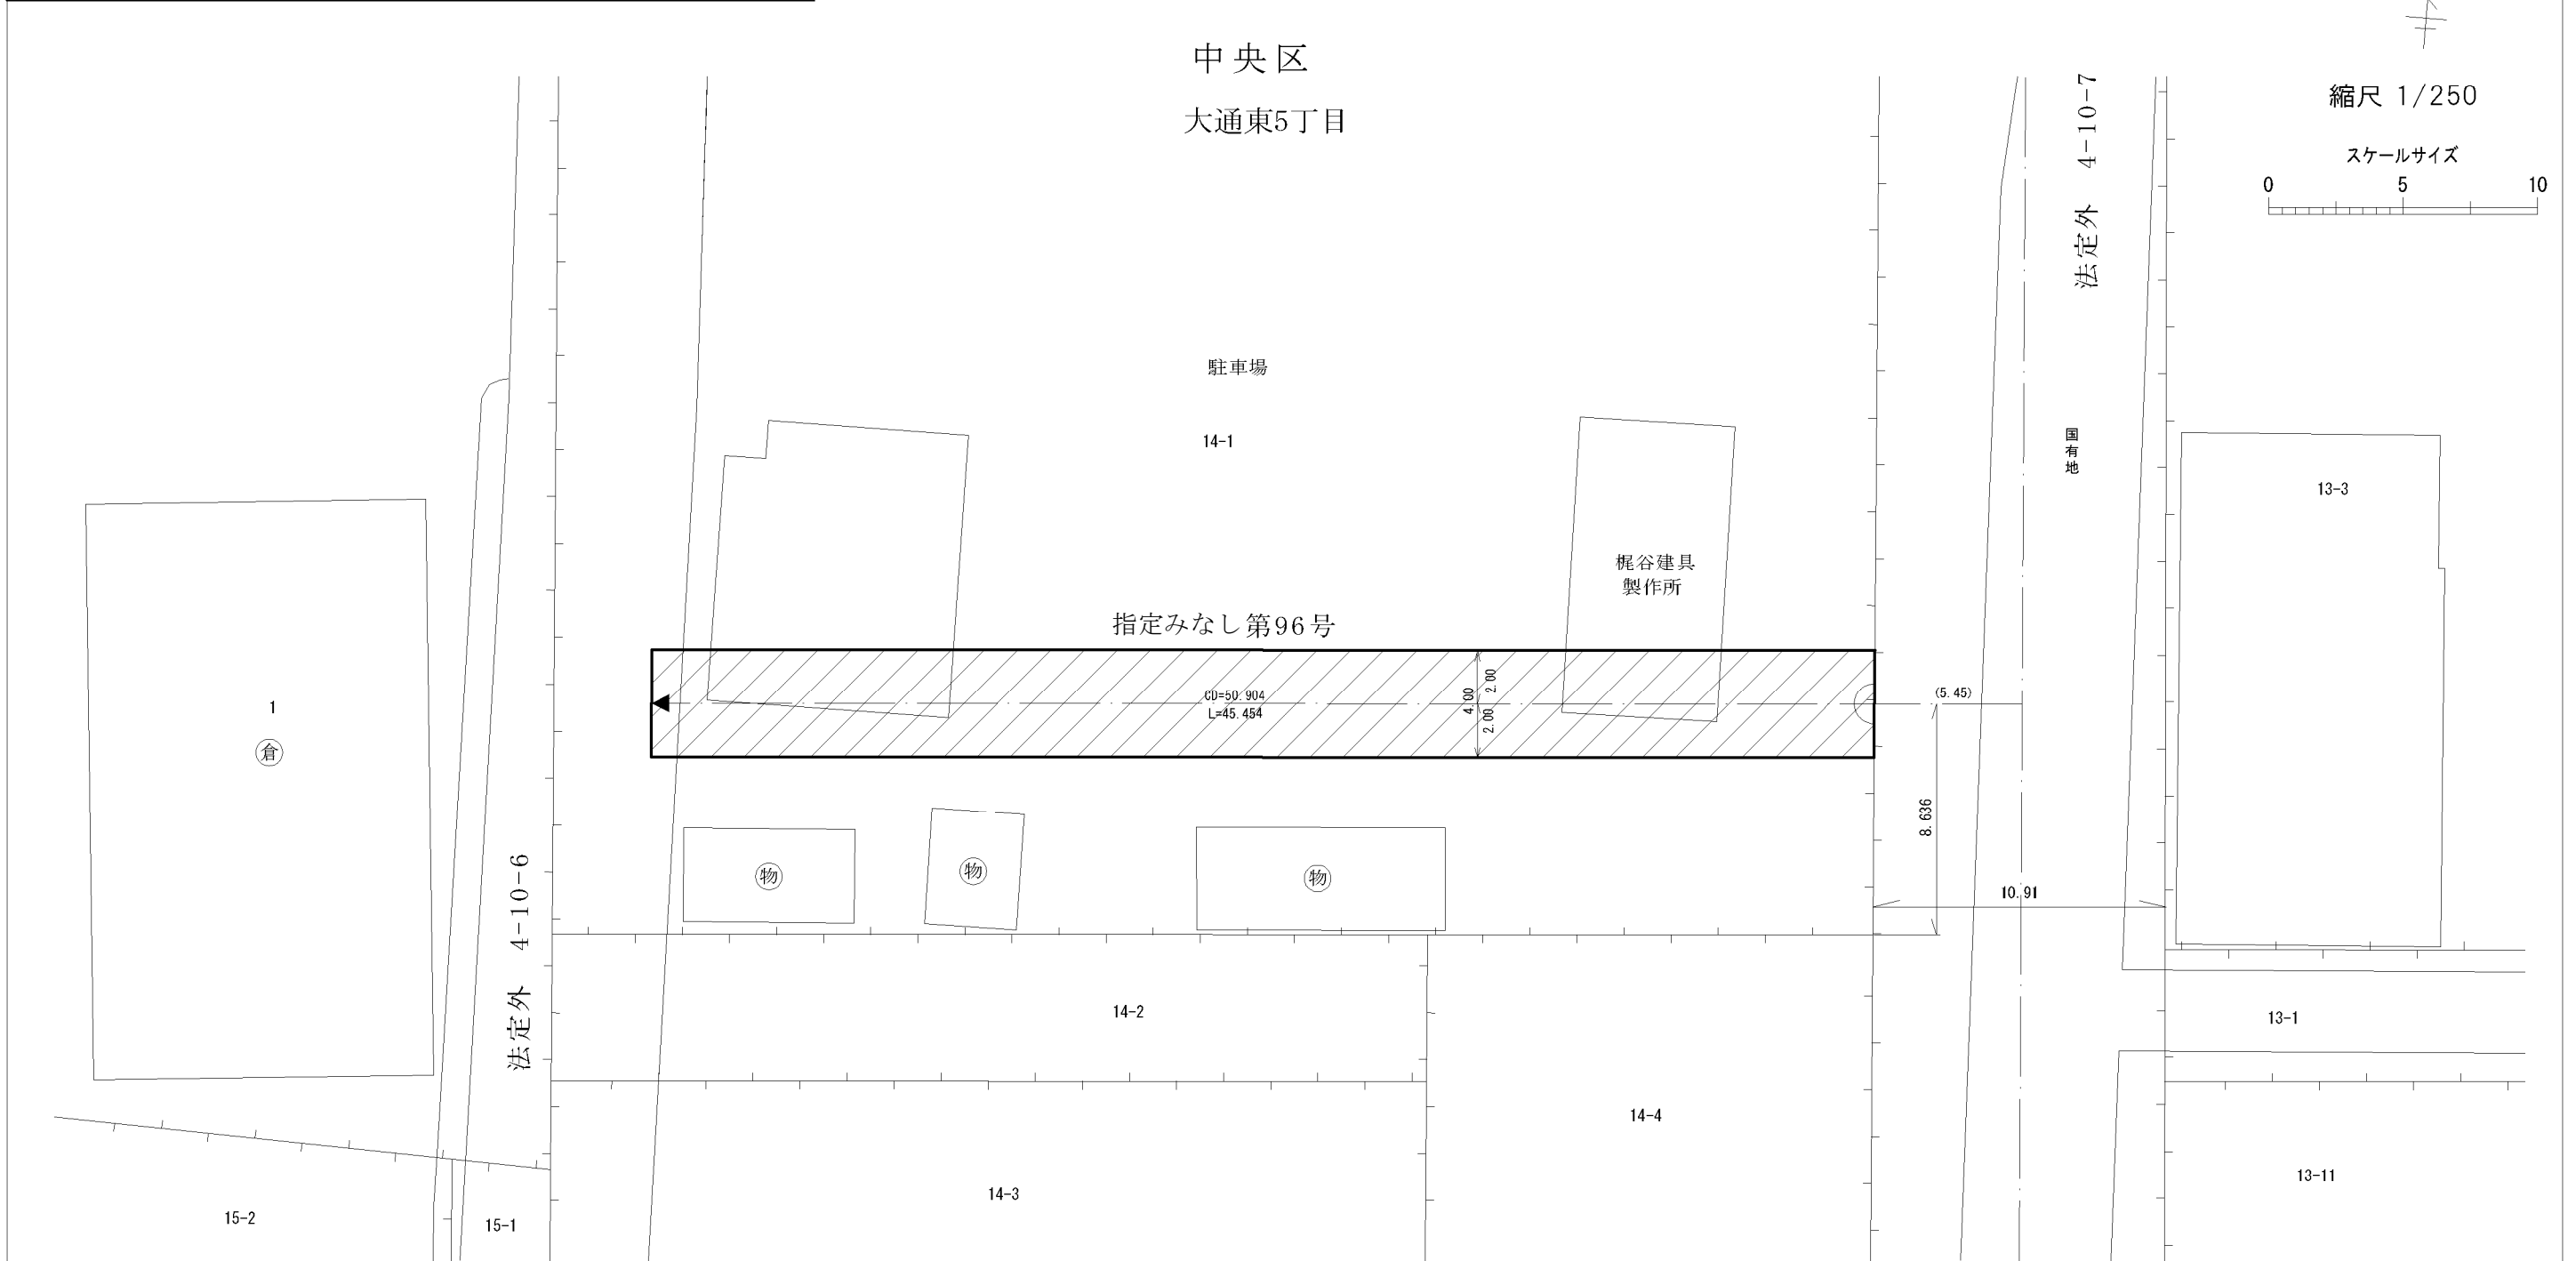 中央区
大通東5丁目
縮尺 1/250
スケールサイズ
0 5 10
法定外 4-10-7
駐車場
14-1
国有地
13-3
梶谷建具
製作所
指定みなし第96号
CD=50.904
L=45.454
4.00
2.00
2.00
(5.45)
8.636
10.91
1
倉
物
物
物
法定外 4-10-6
14-2
13-1
14-4
14-3
13-11
15-2
15-1